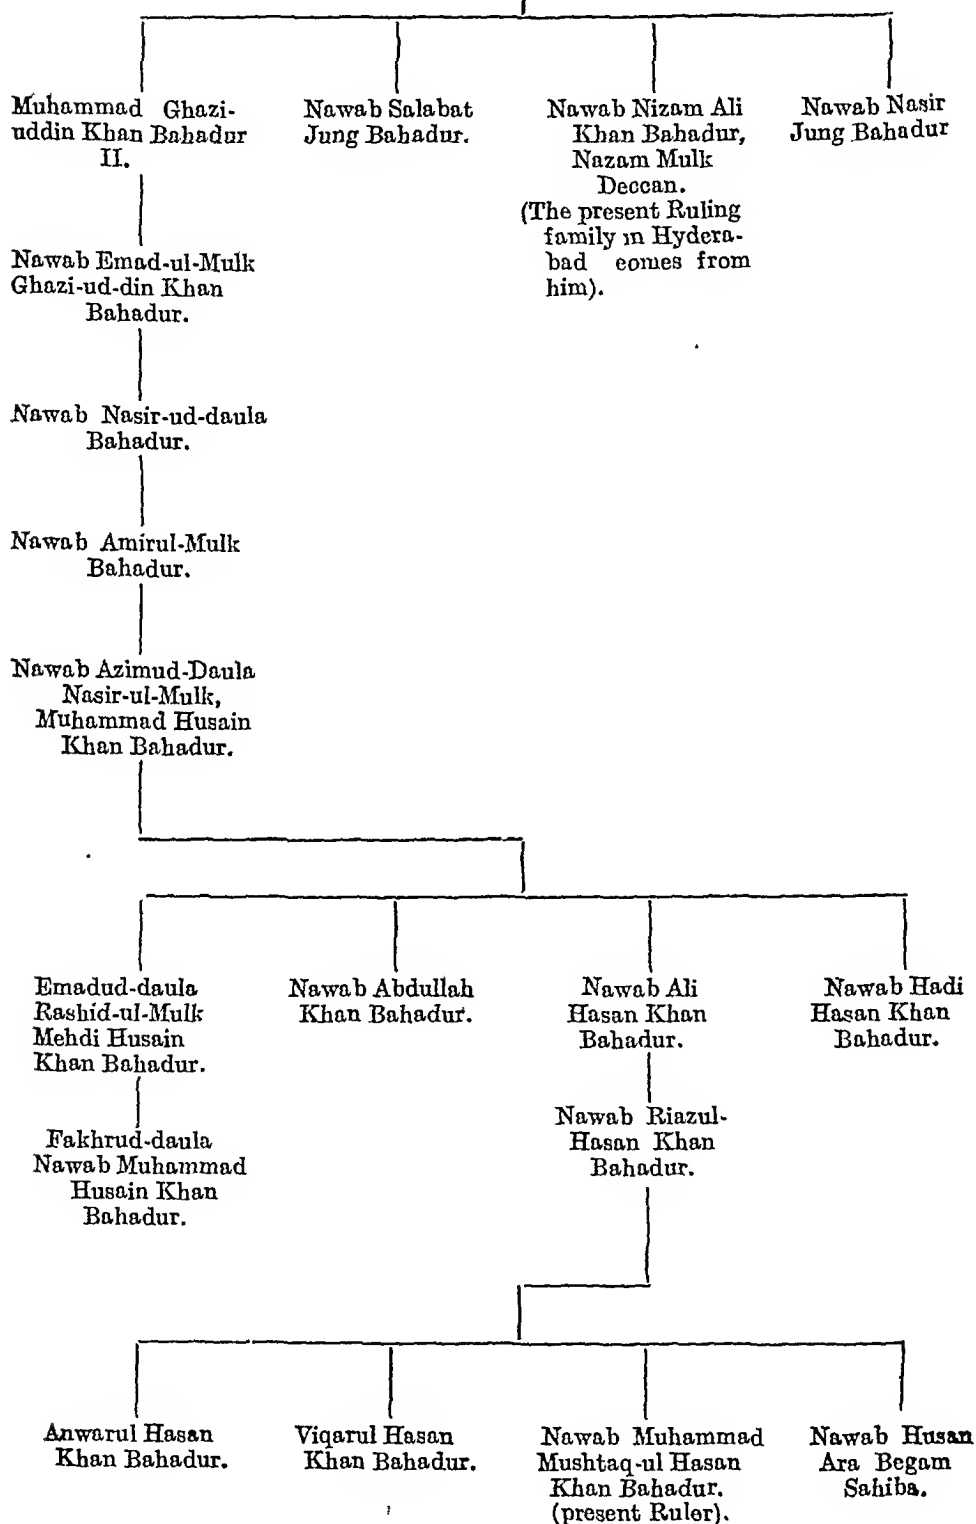 Muhammad Ghazi-
uddin Khan Bahadur
II.
Nawab Salabat
Jung Bahadur.
Nawab Nizam Ali
Khan Bahadur,
Nazam Mulk
Deccan.
(The present Ruling
family in Hydera-
bad comes from
him).
Nawab Nasir
Jung Bahadur
Nawab Emad-ul-Mulk
Ghazi-ud-din Khan
Bahadur.
Nawab Nasir-ud-daula
Bahadur.
Nawab Amirul-Mulk
Bahadur.
Nawab Azimud-Daula
Nasir-ul-Mulk,
Muhammad Husain
Khan Bahadur.
Emadud-daula
Rashid-ul-Mulk
Mehdi Husain
Khan Bahadur.
Nawab Abdullah
Khan Bahadur.
Nawab Ali
Hasan Khan
Bahadur.
Nawab Hadi
Hasan Khan
Bahadur.
Fakhrud-daula
Nawab Muhammad
Husain Khan
Bahadur.
Nawab Riazul-
Hasan Khan
Bahadur.
Anwarul Hasan
Khan Bahadur.
Viqarul Hasan
Khan Bahadur.
Nawab Muhammad
Mushtaq-ul Hasan
Khan Bahadur.
(present Ruler).
Nawab Husan
Ara Begam
Sahiba.